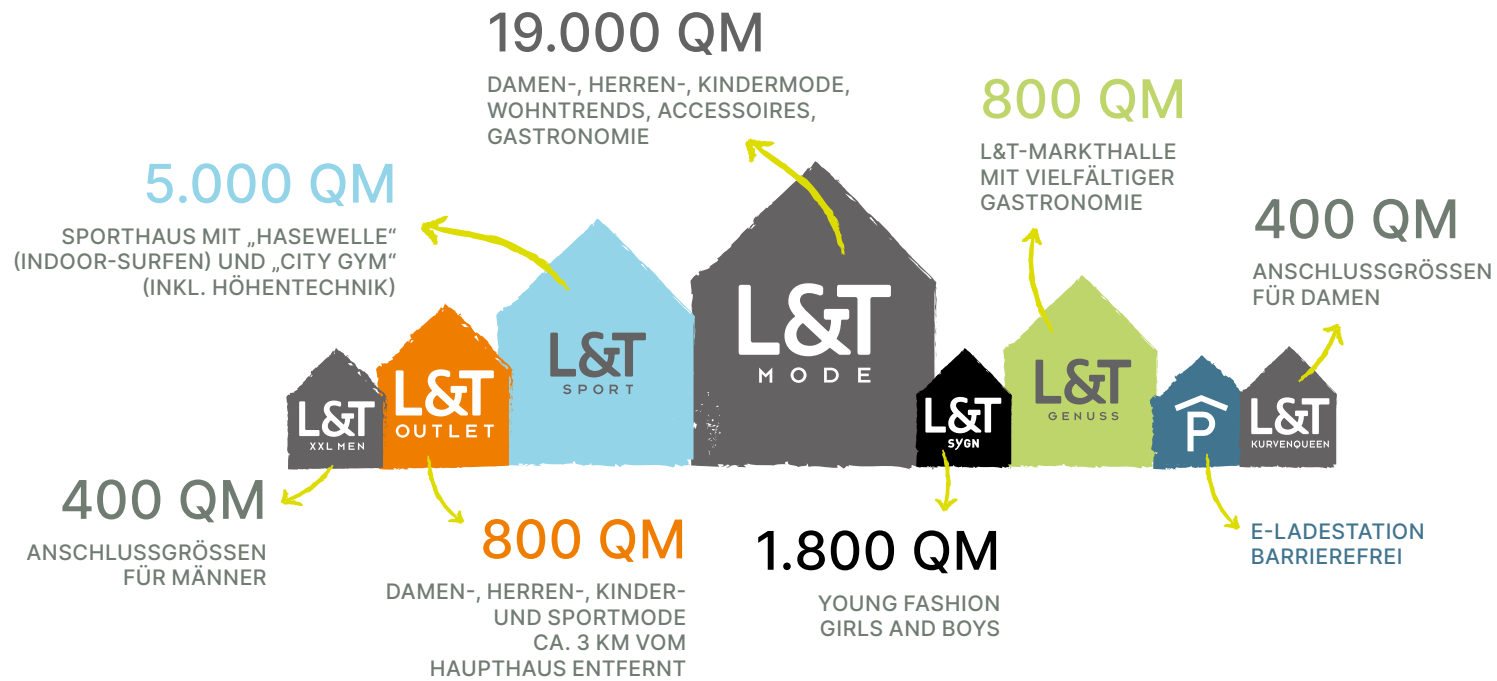 19.000 QM
DAMEN-, HERREN-, KINDERMODE,
WOHNTRENDS, ACCESSOIRES,
GASTRONOMIE
800 QM
L&T-MARKTHALLE
MIT VIELFÄLTIGER
GASTRONOMIE
5.000 QM
SPORTHAUS MIT „HASEWELLE“
(INDOOR-SURFEN) UND „CITY GYM“
(INKL. HÖHENTECHNIK)
400 QM
ANSCHLUSSGRÖSSEN
FÜR DAMEN
L&T
XXL MEN
L&T
OUTLET
L&T
SPORT
L&T
MODE
L&T
SYGN
L&T
GENUSS
P
L&T
KURVENQUEEN
400 QM
ANSCHLUSSGRÖSSEN
FÜR MÄNNER
800 QM
DAMEN-, HERREN-, KINDER-
UND SPORTMODE
CA. 3 KM VOM
HAUPTHAUS ENTFERNT
1.800 QM
YOUNG FASHION
GIRLS AND BOYS
E-LADESTATION
BARRIEREFREI